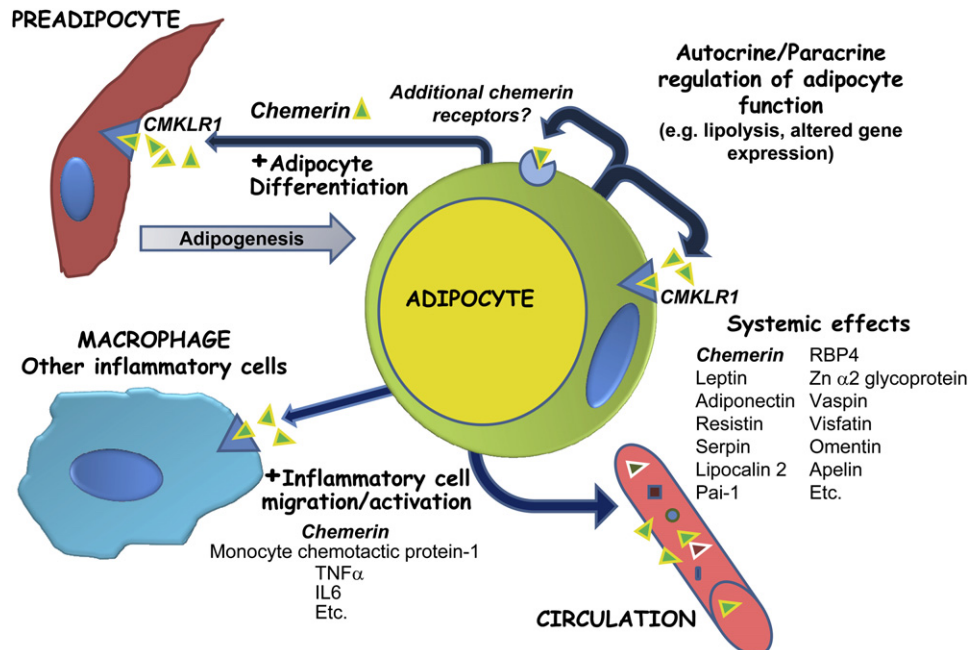 PREADIPOCYTE
CMKLR1
Chemerin
+Adipocyte
Differentiation
Additional chemerin
receptors?
Autocrine/Paracrine
regulation of adipocyte
function
(e.g. lipolysis, altered gene
expression)
Adipogenesis
ADIPOCYTE
CMKLR1
MACROPHAGE
Other inflammatory cells
+Inflammatory cell
migration/activation
Chemerin
Monocyte chemotactic protein-1
TNFα
IL6
Etc.
Systemic effects
Chemerin RBP4
Leptin Zn α2 glycoprotein
Adiponectin Vaspin
Resistin Visfatin
Serpin Omentin
Lipocalin 2 Apelin
Pai-1 Etc.
CIRCULATION